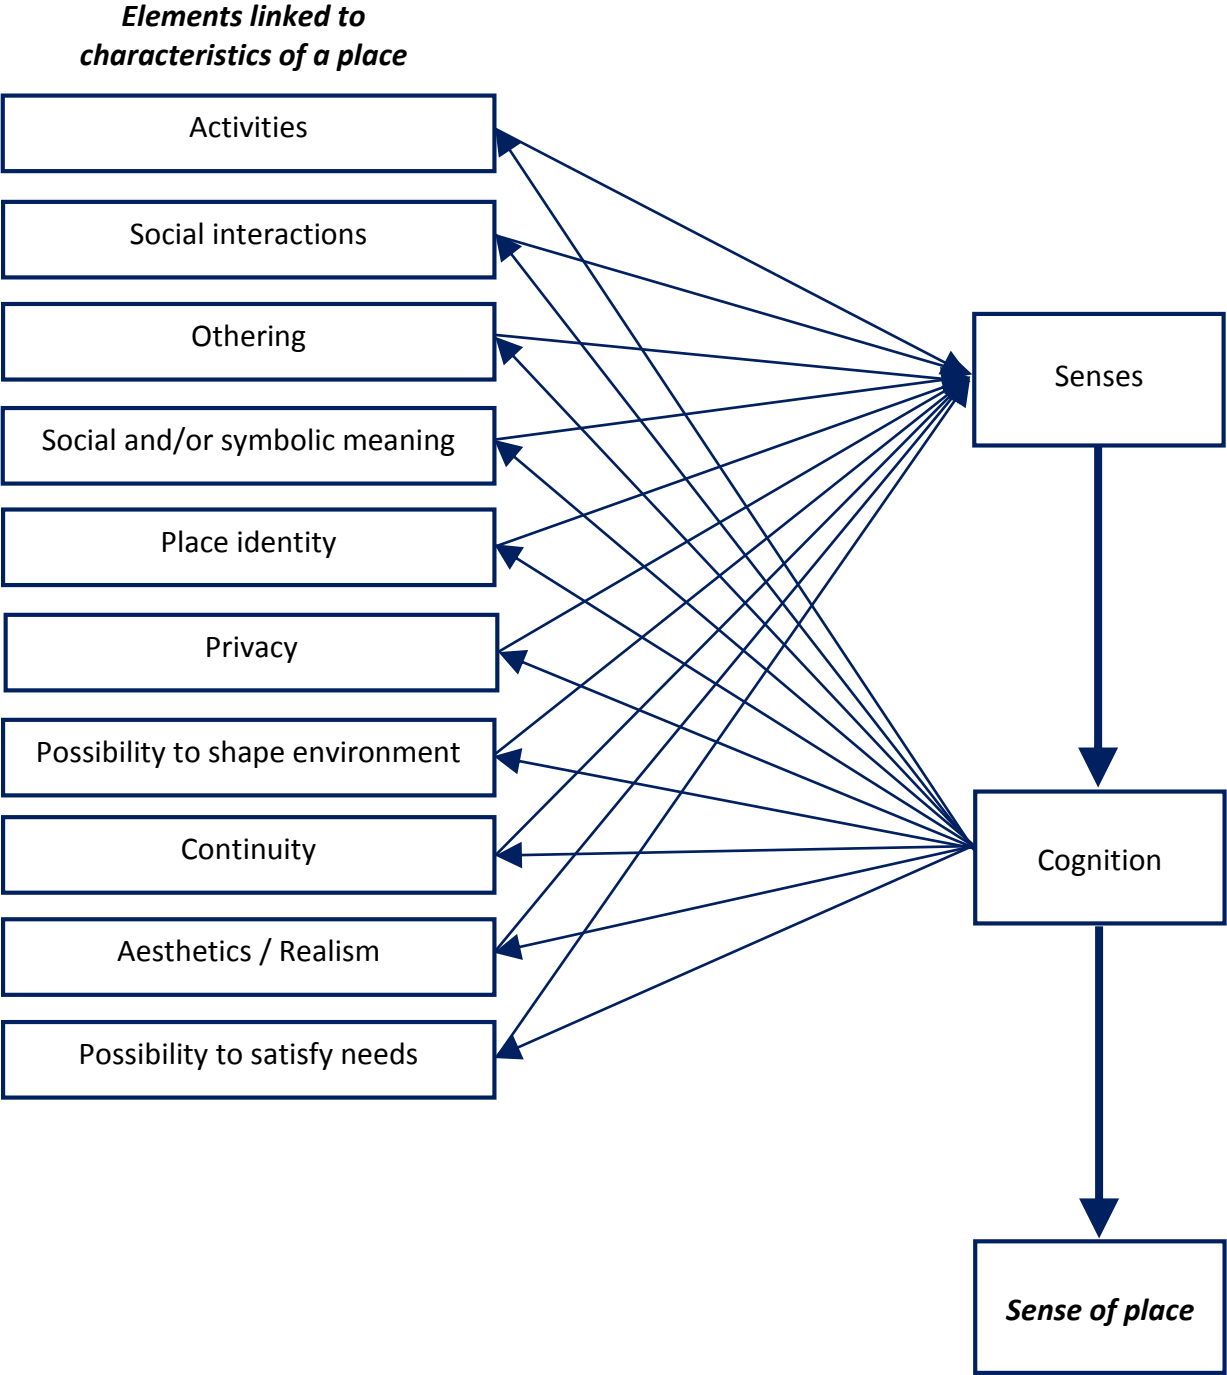 Elements linked to
characteristics of a place
Activities
Social interactions
Othering
Social and/or symbolic meaning
Place identity
Privacy
Possibility to shape environment
Continuity
Aesthetics / Realism
Possibility to satisfy needs
Senses
Cognition
Sense of place